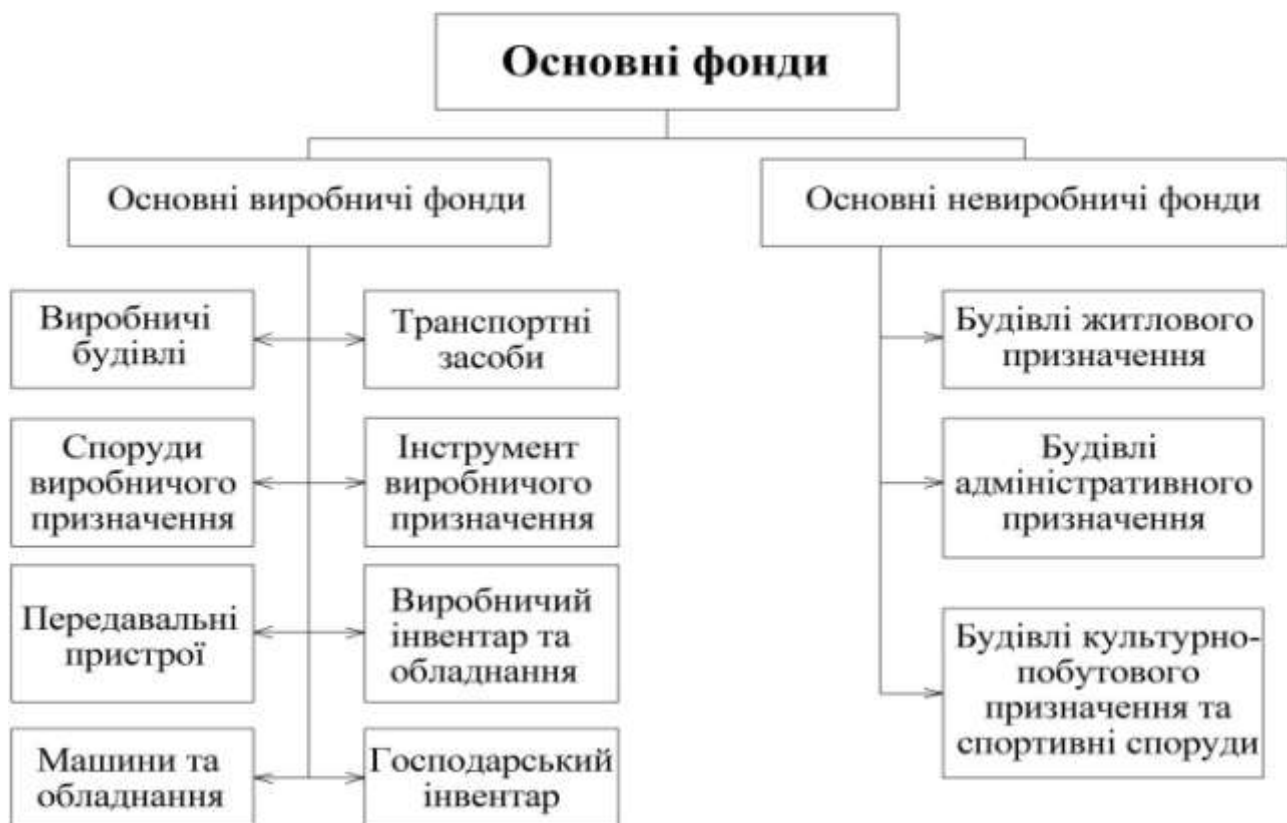 Основні фонди
Основні виробничі фонди
Основні невиробничі фонди
Виробничі
будівлі
Транспортні
засоби
Будівлі житлового
призначення
Споруди
виробничого
призначення
Інструмент
виробничого
призначення
Будівлі
адміністративного
призначення
Передавальні
пристрої
Виробничий
інвентар та
обладнання
Будівлі культурно-
побутового
призначення та
спортивні споруди
Машини та
обладнання
Господарський
інвентар